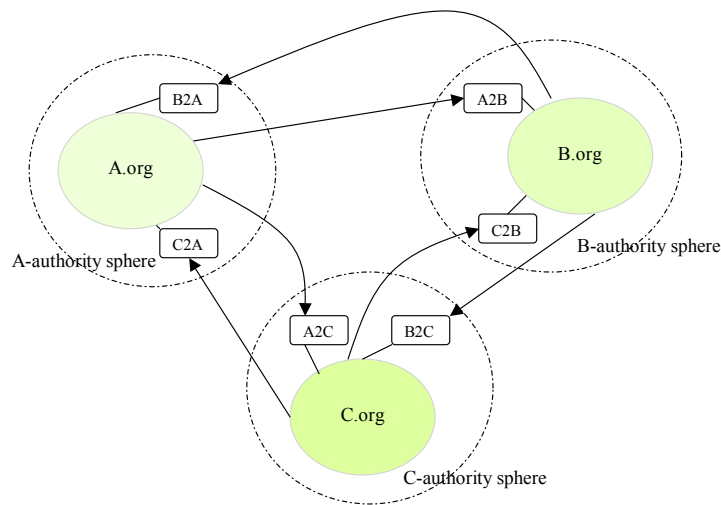 B2A
A2B
A.org
B.org
C2A
C2B
A-authority sphere
B-authority sphere
A2C
B2C
C.org
C-authority sphere